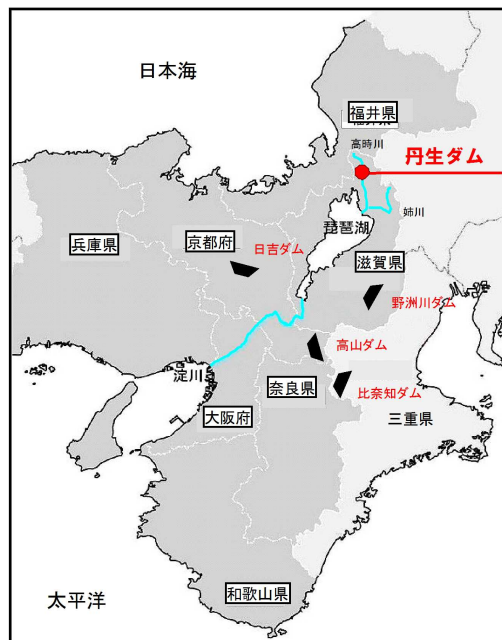 日本海
福井県
高時川
丹生ダム
姉川
琵琶湖
京都府
日吉ダム
兵庫県
滋賀県
野洲川ダム
高山ダム
淀川
奈良県
比奈知ダム
大阪府
三重県
和歌山県
太平洋